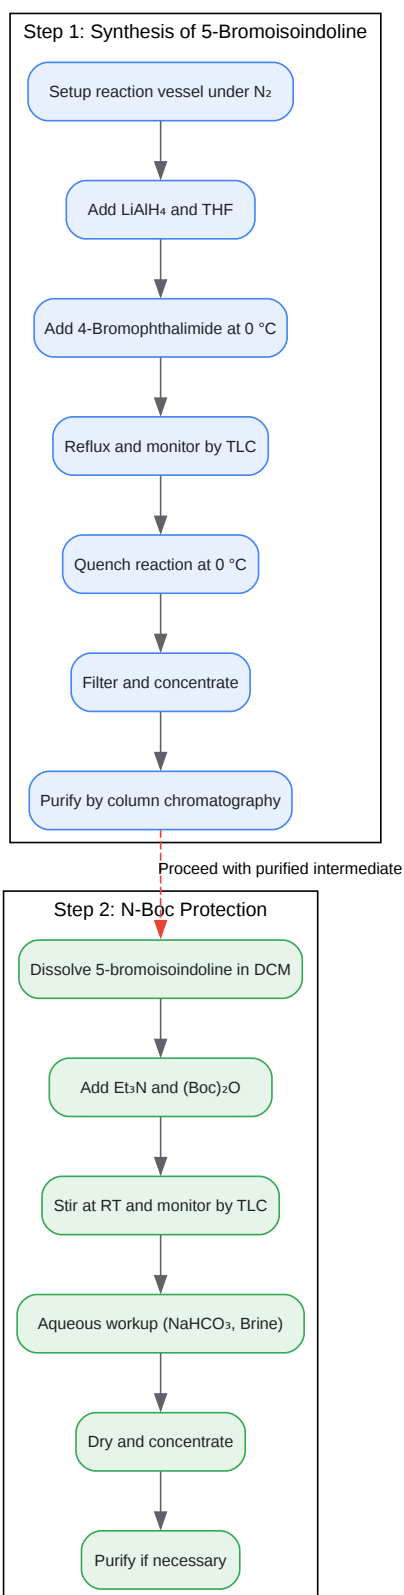 Step 1: Synthesis of 5-Bromoisoindoline
Setup reaction vessel under N₂
Add LiAlH₄ and THF
Add 4-Bromophthalimide at 0 °C
Reflux and monitor by TLC
Quench reaction at 0 °C
Filter and concentrate
Purify by column chromatography
Proceed with purified intermediate
Step 2: N-Boc Protection
Dissolve 5-bromoisoindoline in DCM
Add Et₃N and (Boc)₂O
Stir at RT and monitor by TLC
Aqueous workup (NaHCO₃, Brine)
Dry and concentrate
Purify if necessary